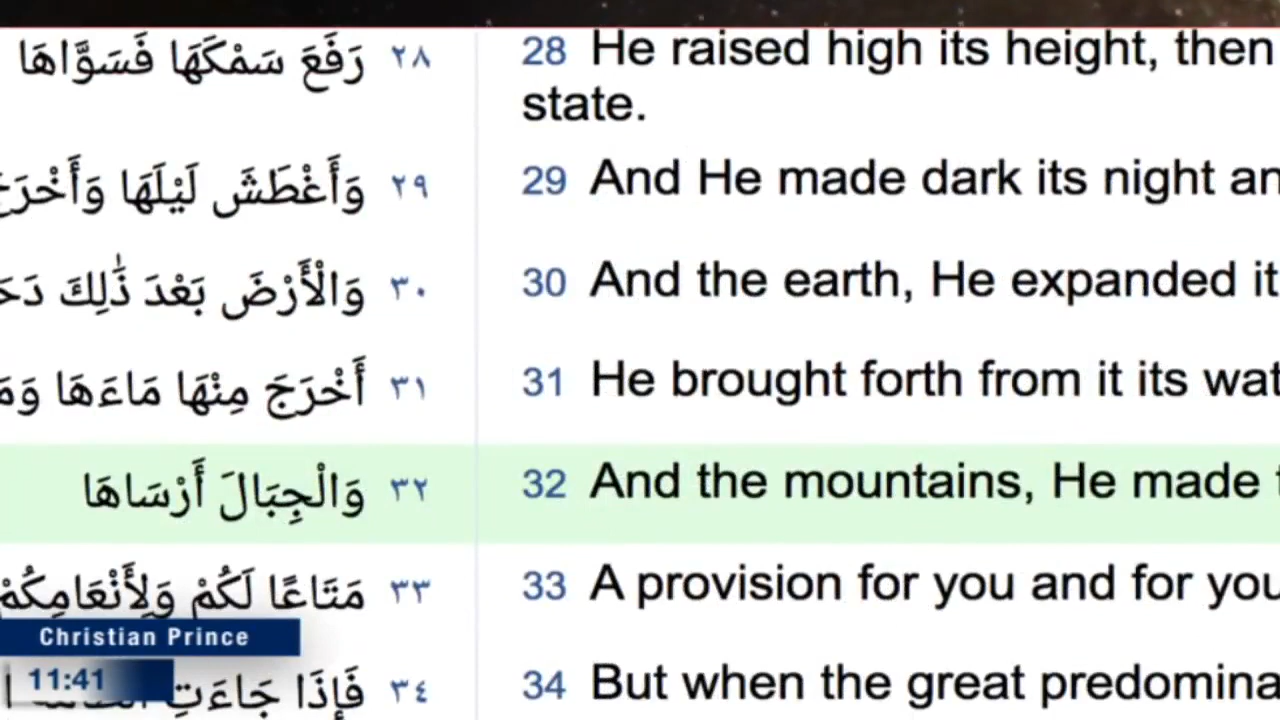 رَفَعَ سَمْكَهَا فَسَوَّاهَا ٢٨
28 He raised high its height, then
state.
وَأَغْطَشَ لَيْلَهَا وَأَخْرَجَ ٢٩
29 And He made dark its night an
وَالْأَرْضَ بَعْدَ ذَٰلِكَ دَحَ ٣٠
30 And the earth, He expanded it
أَخْرَجَ مِنْهَا مَاءَهَا وَمَ ٣١
31 He brought forth from it its wat
وَالْجِبَالَ أَرْسَاهَا ٣٢
32 And the mountains, He made t
مَتَاعًا لَكُمْ وَلِأَنْعَامِكُمْ ٣٣
33 A provision for you and for you
Christian Prince
11:41
فَإِذَا جَاءَتِ ٣٤
34 But when the great predomina